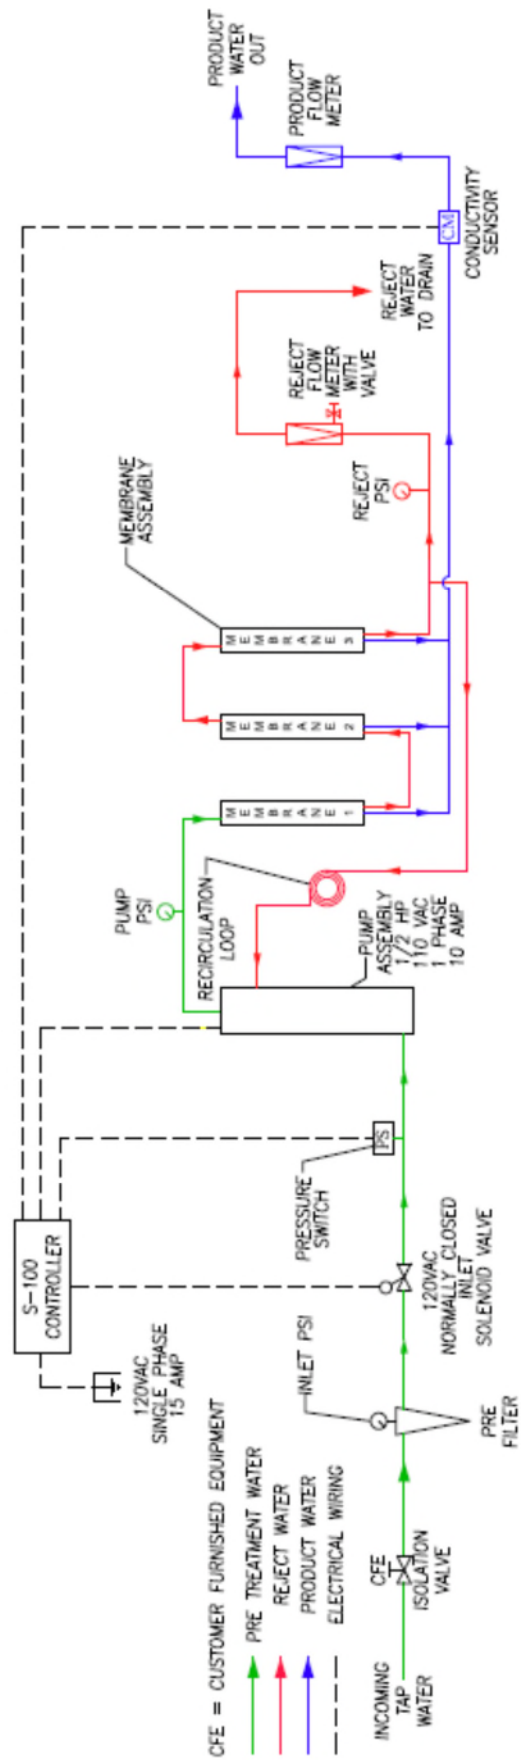 S-100
CONTROLLER
120VAC
SINGLE PHASE
15 AMP
CFE = CUSTOMER FURNISHED EQUIPMENT
PRE TREATMENT WATER
REJECT WATER
PRODUCT WATER
ELECTRICAL WIRING
INCOMING
TAP
WATER
CFE
ISOLATION
VALVE
INLET PSI
PRE
FILTER
120VAC
NORMALLY CLOSED
INLET
SOLENOID VALVE
PRESSURE
SWITCH
PS
PUMP
PSI
RECIRCULATION
LOOP
PUMP
ASSEMBLY
1/2 HP
110 VAC
1 PHASE
10 AMP
MEMBRANE 1
MEMBRANE 2
MEMBRANE 3
MEMBRANE
ASSEMBLY
REJECT
PSI
REJECT
FLOW
METER
WITH
VALVE
REJECT
WATER
TO DRAIN
CM
CONDUCTIVITY
SENSOR
PRODUCT
FLOW
METER
PRODUCT
WATER
OUT